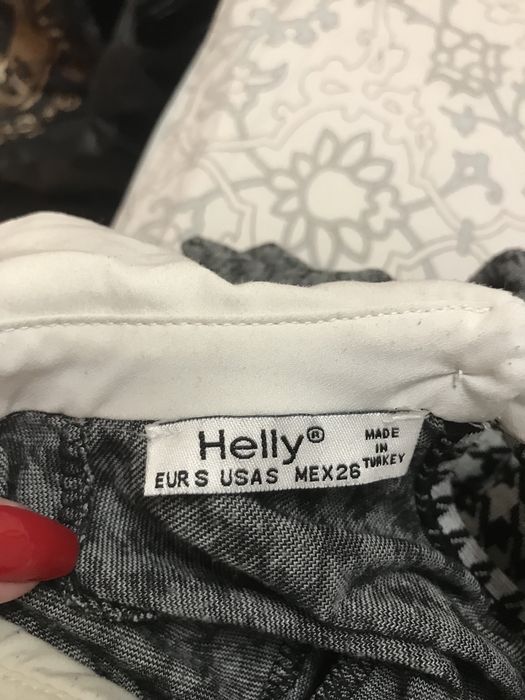 Helly®
MADE
IN
TURKEY
EUR S USA S MEX 26